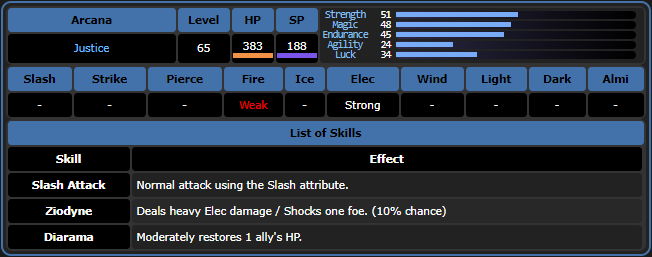 Arcana Level HP SP
Justice 65 383 188
Strength 51
Magic 48
Endurance 45
Agility 24
Luck 34
Slash Strike Pierce Fire Ice Elec Wind Light Dark Almi
- - - Weak - Strong - - - -
List of Skills
Skill Effect
Slash Attack Normal attack using the Slash attribute.
Ziodyne Deals heavy Elec damage / Shocks one foe. (10% chance)
Diarama Moderately restores 1 ally's HP.